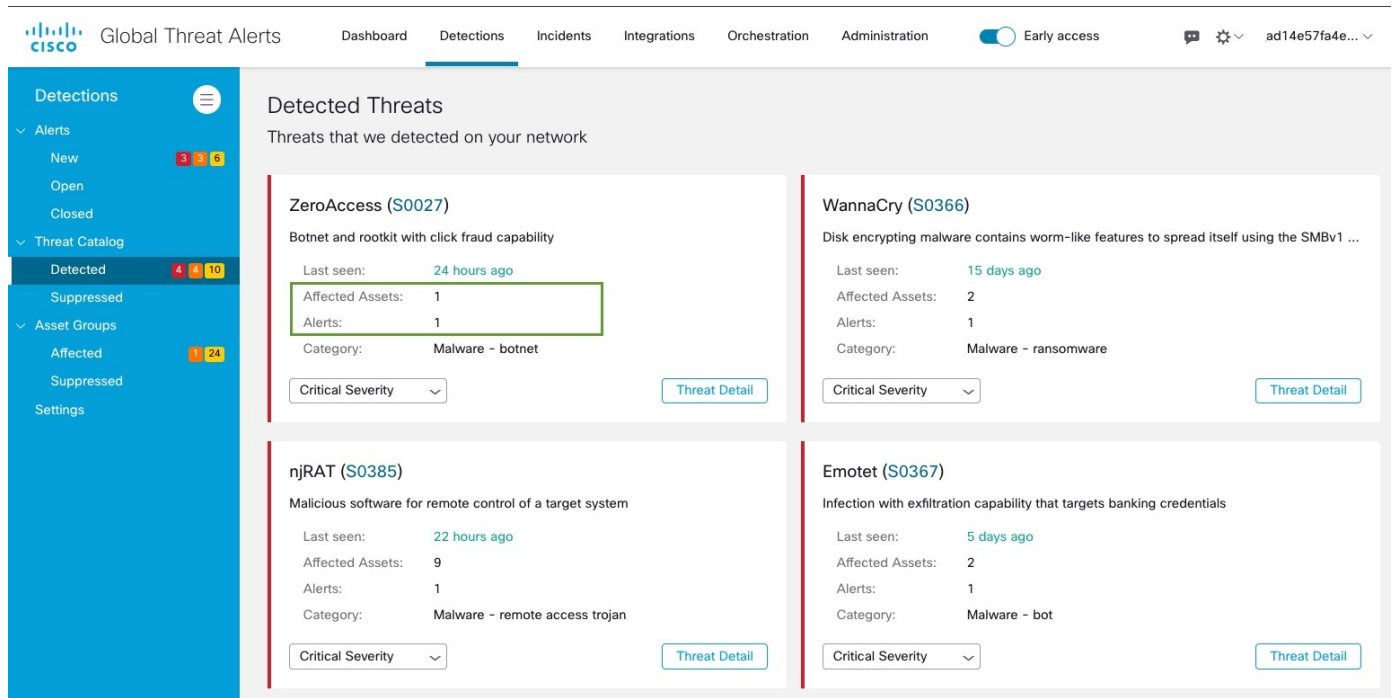 CISCO Global Threat Alerts Dashboard Detections Incidents Integrations Orchestration Administration Early access ad14e57fa4e...
Detections
Alerts
New 3 3 6
Open
Closed
Threat Catalog
Detected 4 4 10
Suppressed
Asset Groups
Affected 1 24
Suppressed
Settings
Detected Threats
Threats that we detected on your network
ZeroAccess (S0027)
Botnet and rootkit with click fraud capability
Last seen: 24 hours ago
Affected Assets: 1
Alerts: 1
Category: Malware - botnet
Critical Severity Threat Detail
WannaCry (S0366)
Disk encrypting malware contains worm-like features to spread itself using the SMBv1 ...
Last seen: 15 days ago
Affected Assets: 2
Alerts: 1
Category: Malware - ransomware
Critical Severity Threat Detail
njRAT (S0385)
Malicious software for remote control of a target system
Last seen: 22 hours ago
Affected Assets: 9
Alerts: 1
Category: Malware - remote access trojan
Critical Severity Threat Detail
Emotet (S0367)
Infection with exfiltration capability that targets banking credentials
Last seen: 5 days ago
Affected Assets: 2
Alerts: 1
Category: Malware - bot
Critical Severity Threat Detail